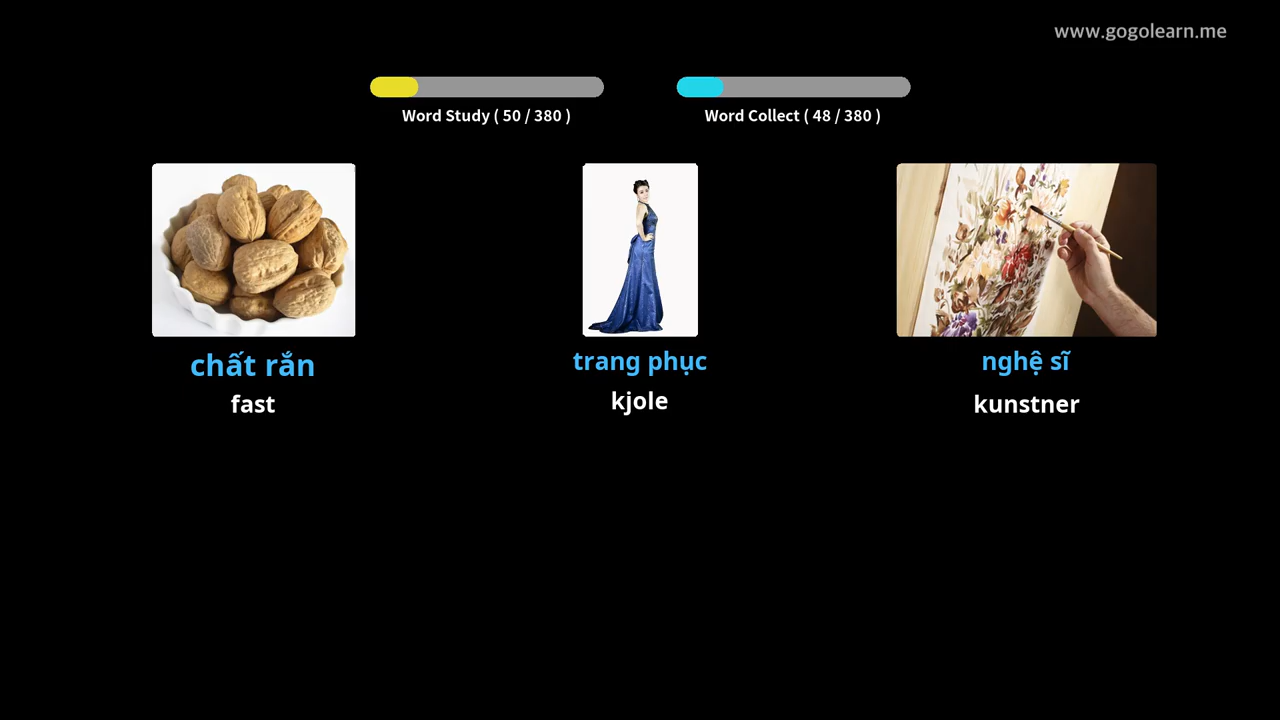 www.gogolearn.me
Word Study ( 50 / 380 )
Word Collect ( 48 / 380 )
chất rắn
trang phục
nghệ sĩ
fast
kjole
kunstner